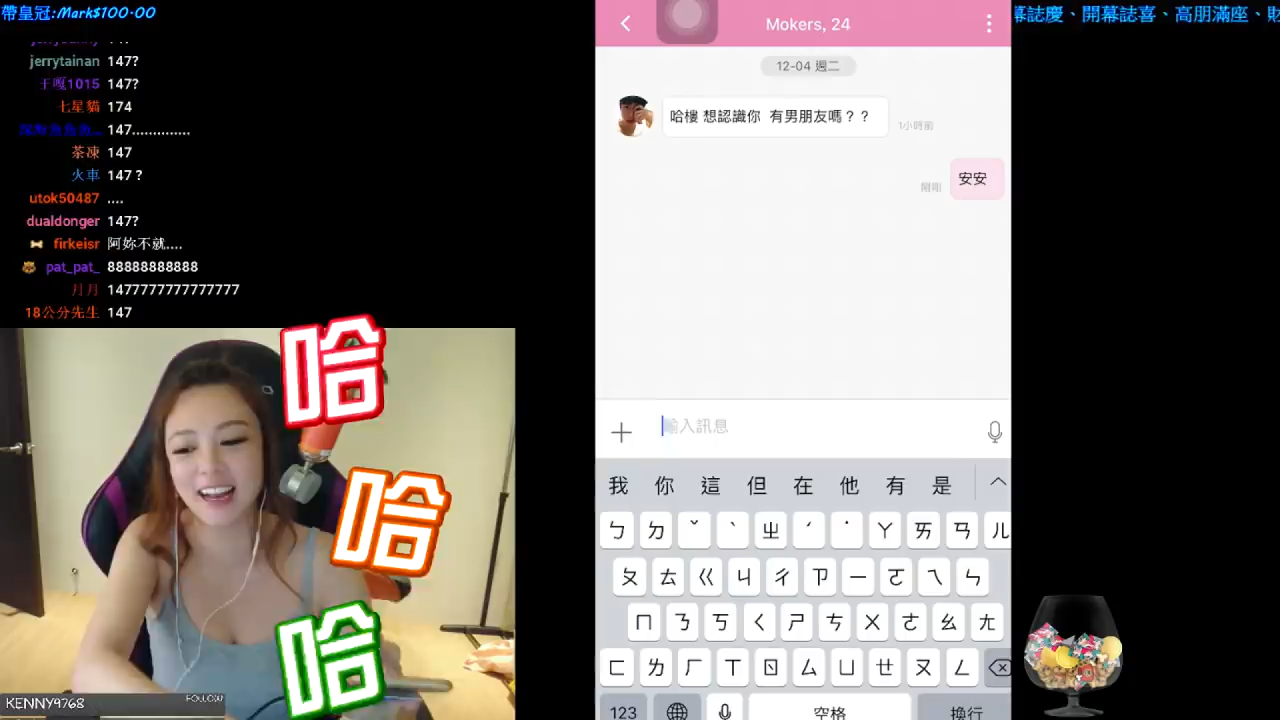 帶皇冠:Mark$100.00
幕誌慶、開幕誌喜、高朋滿座、財
jerrytainan 147?
王嘎1015 147?
七星貓 174
147..............
茶凍 147
火車 147 ?
utok50487 ....
dualdonger 147?
firkeisr 阿妳不就....
pat_pat_ 88888888888
月月 1477777777777777
18公分先生 147
哈
哈
哈
KENNY9768
FOLLOW
Mokers, 24
12-04 週二
哈樓 想認識你 有男朋友嗎？？
1小時前
安安
剛剛
輸入訊息
我 你 這 但 在 他 有 是
ㄅ ㄉ ˇ ˋ ㄓ ˊ ˙ ㄚ ㄞ ㄢ ㄦ
ㄆ ㄊ ㄍ ㄐ ㄔ ㄗ ㄧ ㄛ ㄟ ㄣ
ㄇ ㄋ ㄎ ㄑ ㄕ ㄘ ㄨ ㄜ ㄠ ㄤ
ㄈ ㄌ ㄏ ㄒ ㄖ ㄙ ㄩ ㄝ ㄡ ㄥ
123 空格 換行